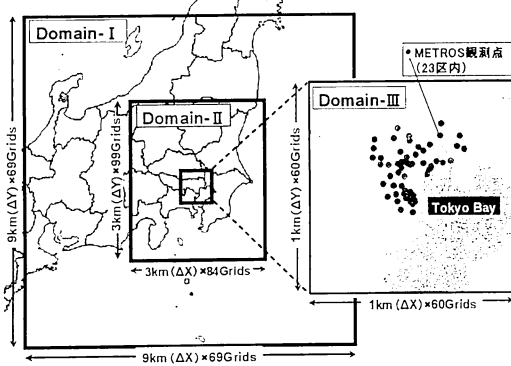 Domain-Ⅰ
METROS観測点
(23区内)
Domain-Ⅱ
Domain-Ⅲ
9km(ΔY)×69Grids
3km(ΔY)×99Grids
1km(ΔY)×60Grids
Tokyo Bay
3km(ΔX)×84Grids
1km(ΔX)×60Grids
9km(ΔX)×69Grids